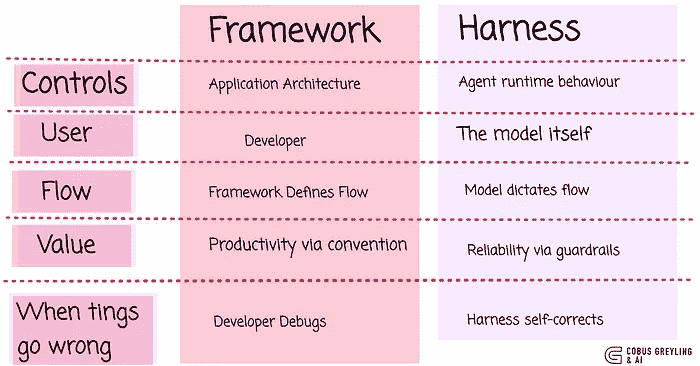 Framework Harness
Controls Application Architecture Agent runtime behaviour
User Developer The model itself
Flow Framework Defines Flow Model dictates flow
Value Productivity via convention Reliability via guardrails
When tings
go wrong Developer Debugs Harness self-corrects
COBUS GREYLING
& AI